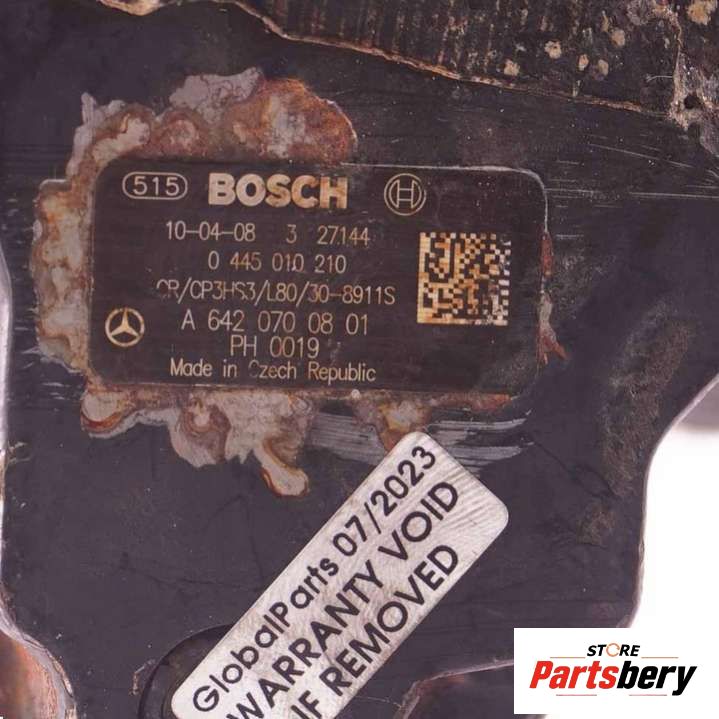 515 BOSCH
10-04-08 3 27144
0 445 010 210
CR/CP3HS3/L80/30-8911S
A 642 070 08 01
PH 0019
Made in Czech Republic
GlobalParts 07/2023
WARRANTY VOID
IF REMOVED
STORE
Partsbery